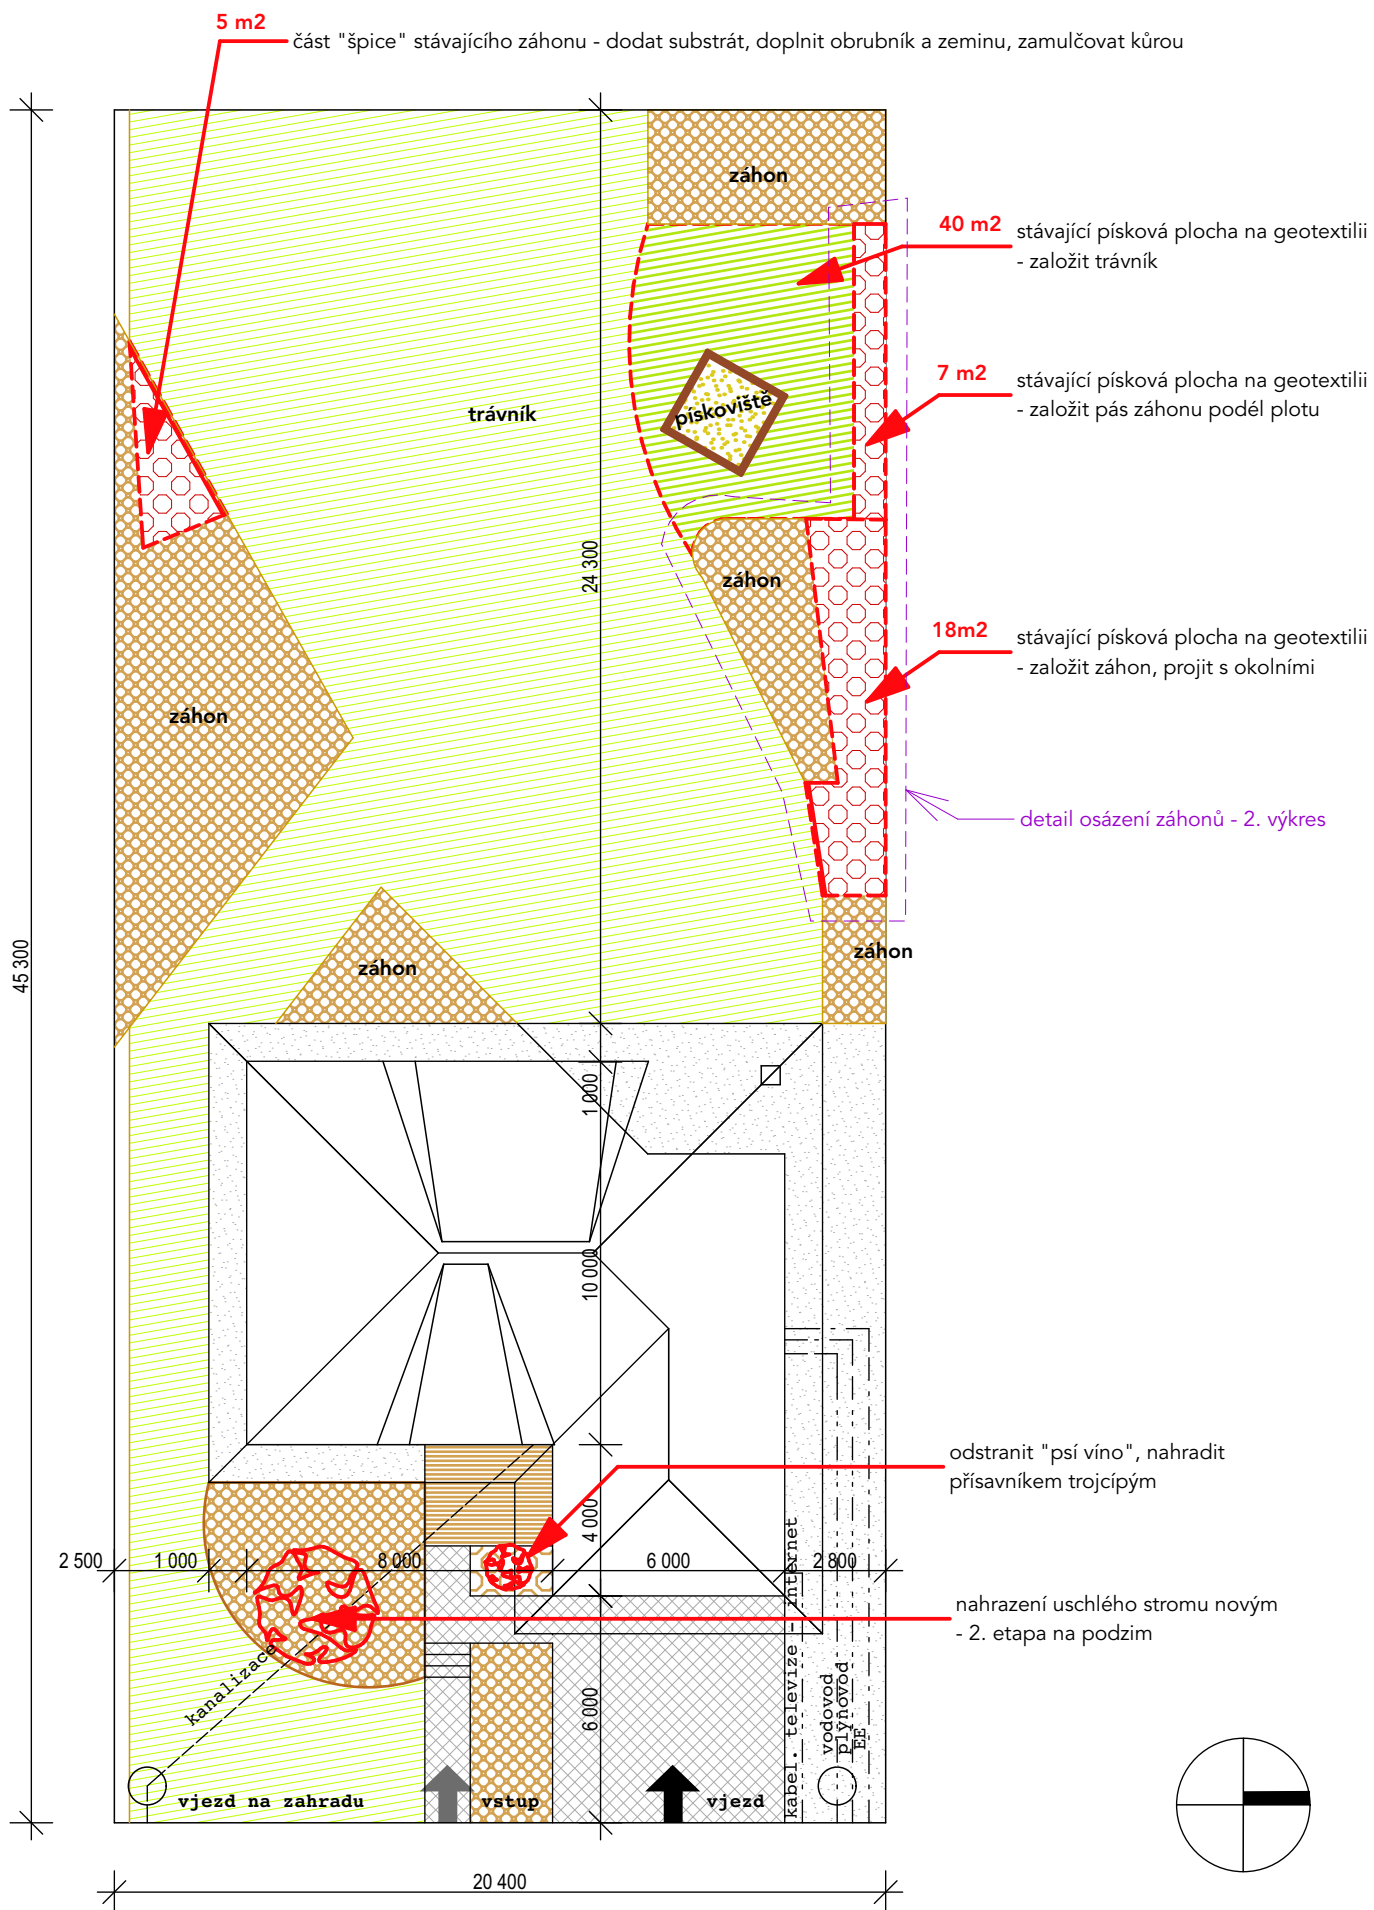 5 m2
část "špice" stávajícího záhonu - dodat substrát, doplnit obrubník a zeminu, zamulčovat kůrou
záhon
40 m2
stávající písková plocha na geotextilii
- založit trávník
7 m2
stávající písková plocha na geotextilii
- založit pás záhonu podél plotu
pískoviště
trávník
24 300
záhon
18m2
stávající písková plocha na geotextilii
- založit záhon, projit s okolními
záhon
detail osázení záhonů - 2. výkres
45 300
záhon
záhon
1 000
10 000
odstranit "psí víno", nahradit
přísavníkem trojcípým
4 000
2 500
1 000
8 000
6 000
2 800
nahrazení uschlého stromu novým
- 2. etapa na podzim
kanalizace
6 000
kabel. televize - internet
vodovod
plynovod
EE
vjezd na zahradu
vstup
vjezd
20 400